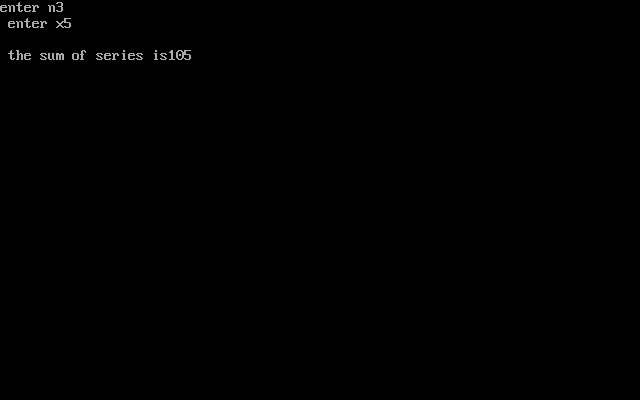 enter n3
enter x5
the sum of series is105